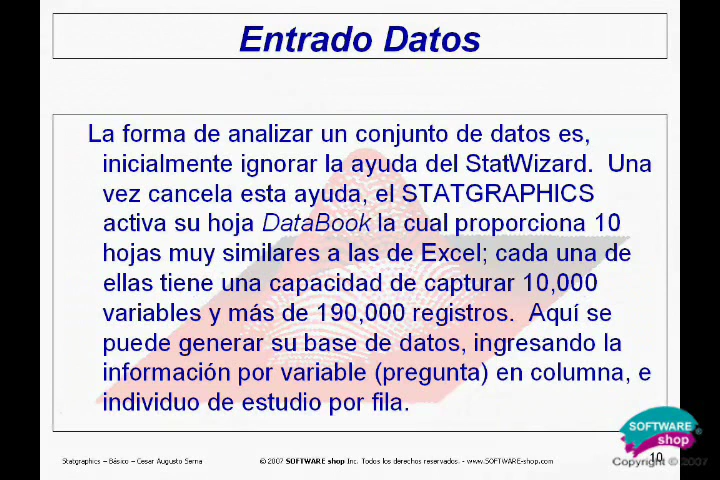 Entrado Datos
La forma de analizar un conjunto de datos es,
inicialmente ignorar la ayuda del StatWizard. Una
vez cancela esta ayuda, el STATGRAPHICS
activa su hoja DataBook la cual proporciona 10
hojas muy similares a las de Excel; cada una de
ellas tiene una capacidad de capturar 10,000
variables y más de 190,000 registros. Aquí se
puede generar su base de datos, ingresando la
información por variable (pregunta) en columna, e
individuo de estudio por fila.
SOFTWARE
shop
®
Statgraphics – Básico – Cesar Augusto Serna
© 2007 SOFTWARE shop Inc. Todos los derechos reservados. - www.SOFTWARE-shop.com
10
Copyright © 2007